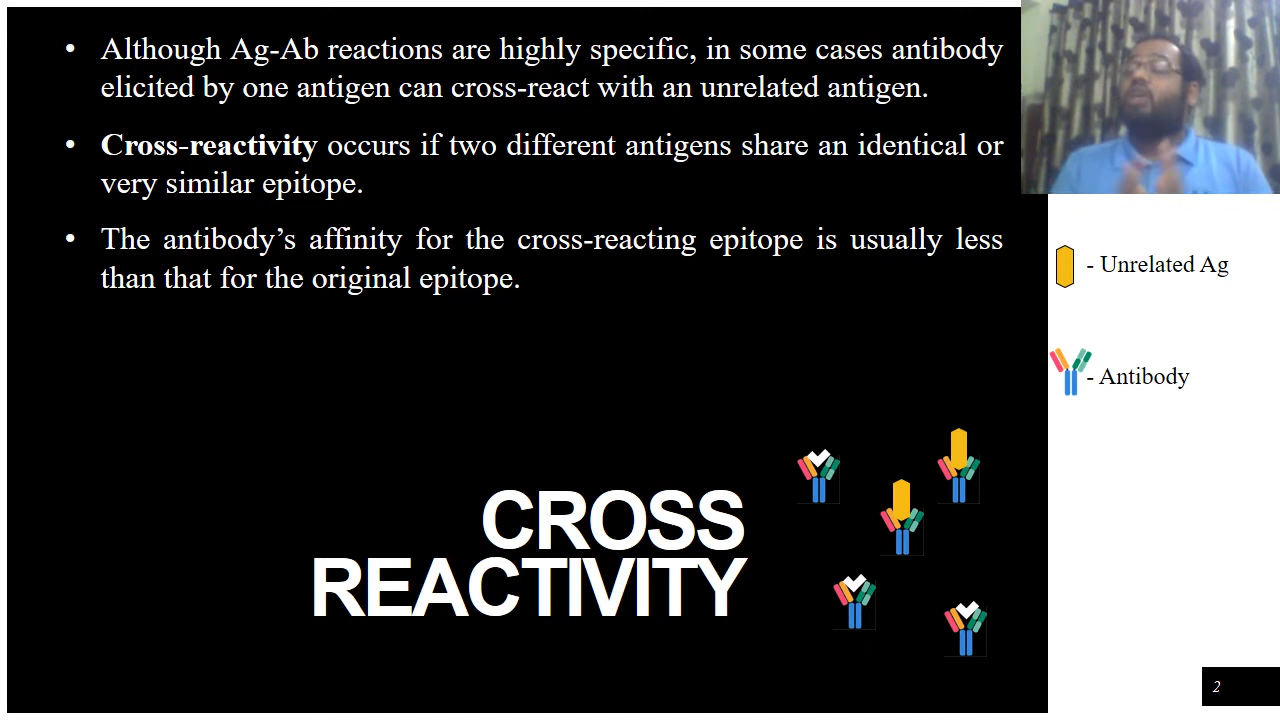 • Although Ag-Ab reactions are highly specific, in some cases antibody
elicited by one antigen can cross-react with an unrelated antigen.
• Cross-reactivity occurs if two different antigens share an identical or
very similar epitope.
• The antibody’s affinity for the cross-reacting epitope is usually less
than that for the original epitope.
- Unrelated Ag
- Antibody
CROSS
REACTIVITY
2